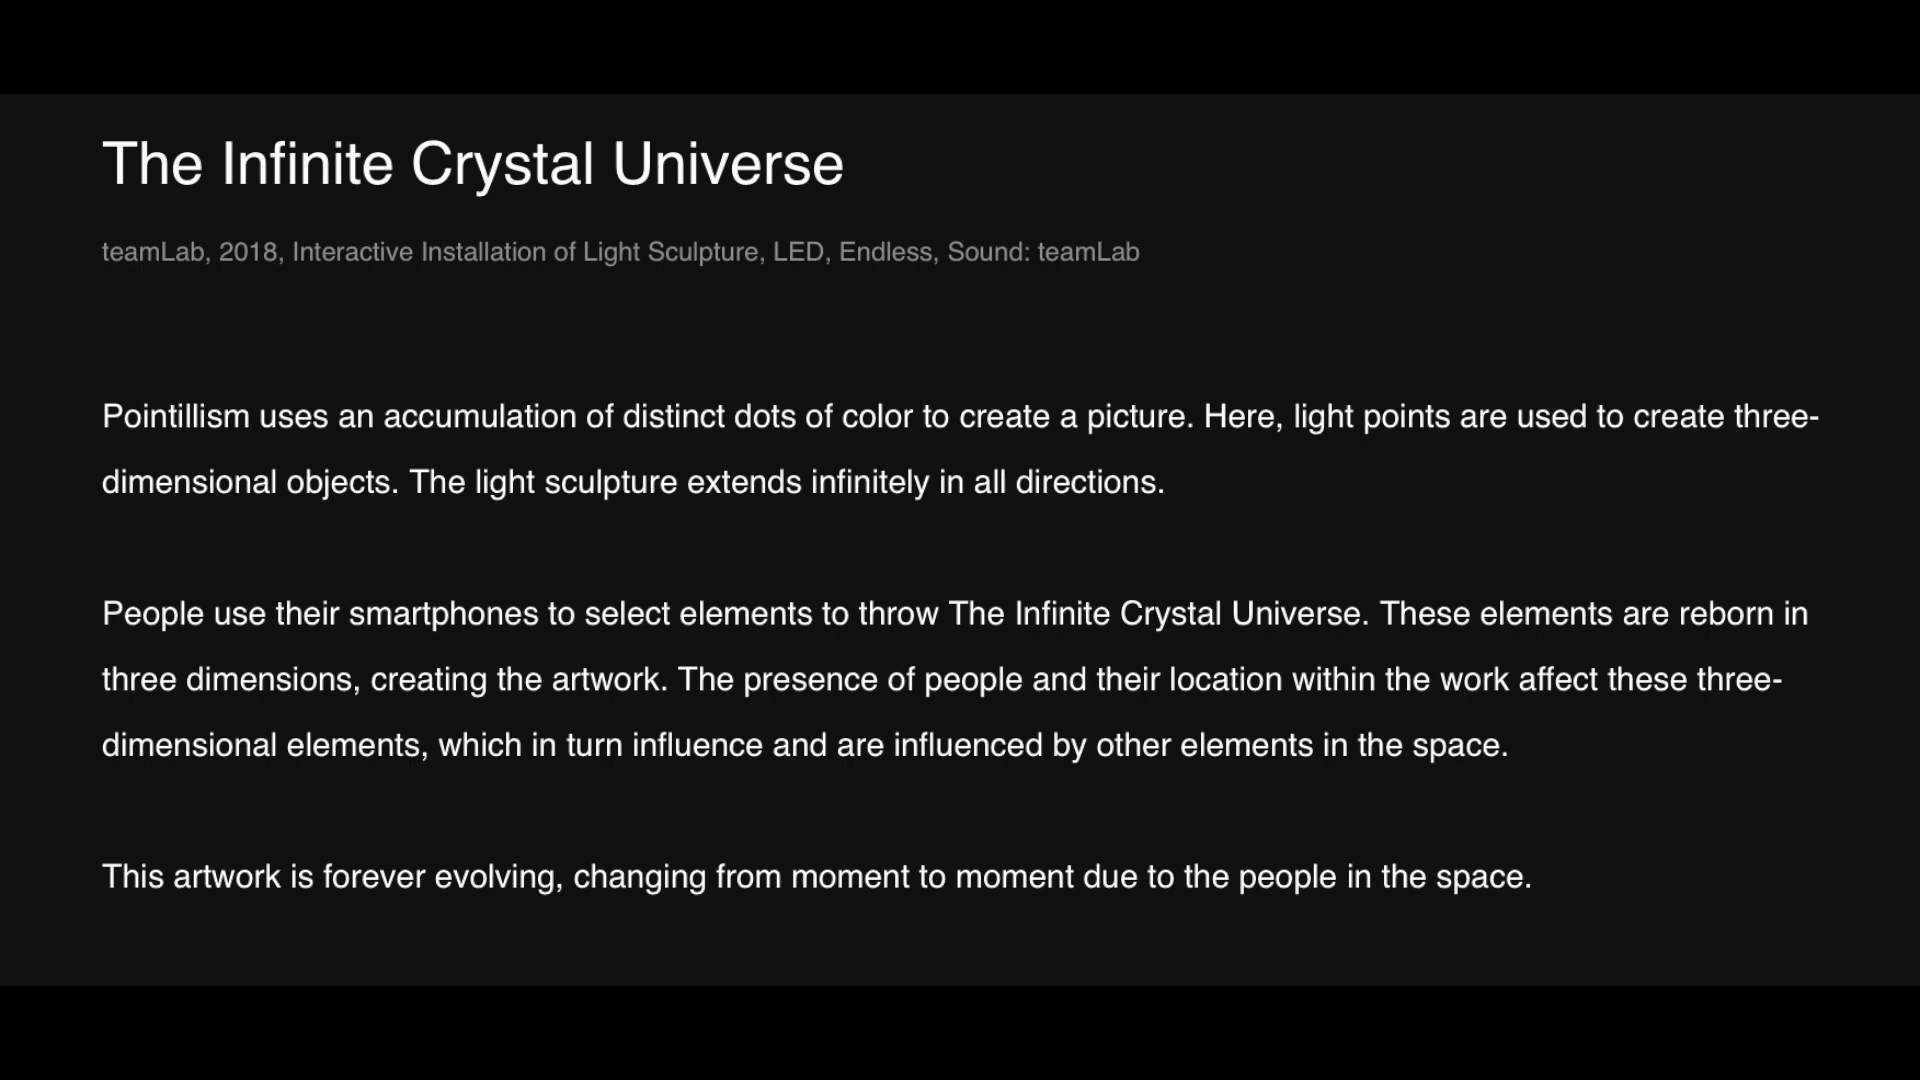 The Infinite Crystal Universe
teamLab, 2018, Interactive Installation of Light Sculpture, LED, Endless, Sound: teamLab
Pointillism uses an accumulation of distinct dots of color to create a picture. Here, light points are used to create three-
dimensional objects. The light sculpture extends infinitely in all directions.
People use their smartphones to select elements to throw The Infinite Crystal Universe. These elements are reborn in
three dimensions, creating the artwork. The presence of people and their location within the work affect these three-
dimensional elements, which in turn influence and are influenced by other elements in the space.
This artwork is forever evolving, changing from moment to moment due to the people in the space.